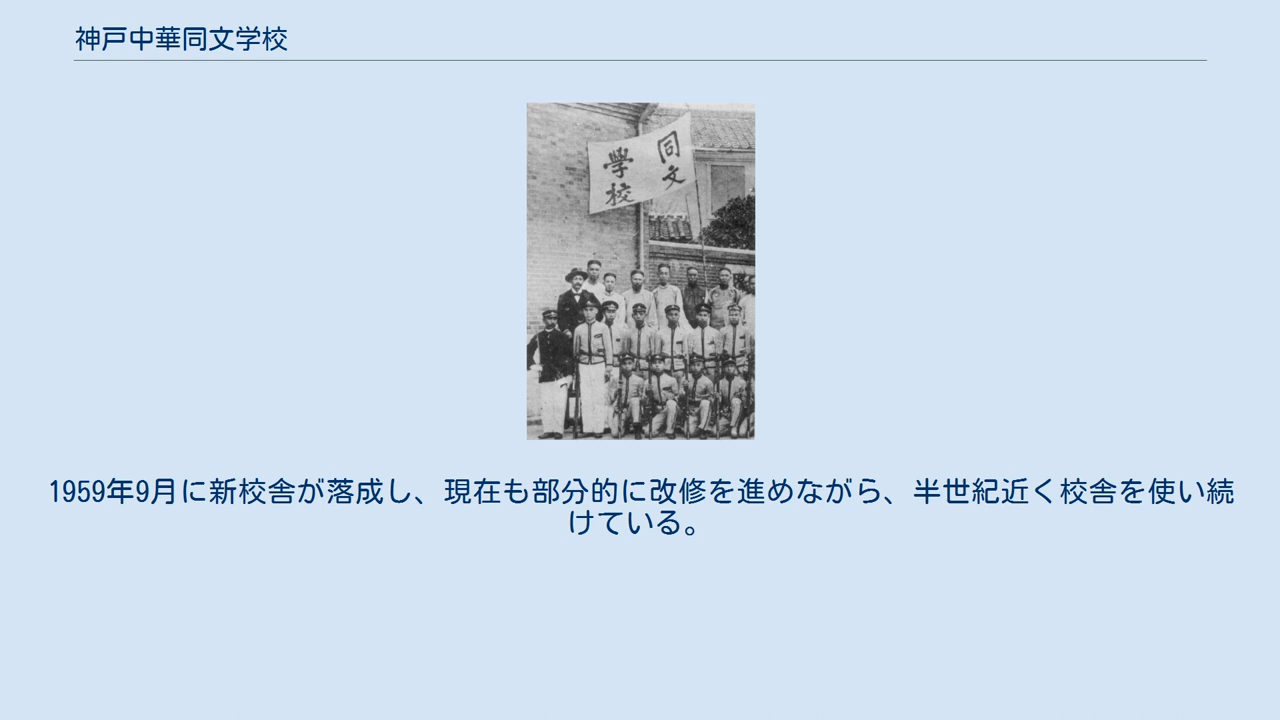 神戸中華同文学校
同文
學校
1959年9月に新校舎が落成し、現在も部分的に改修を進めながら、半世紀近く校舎を使い続
けている。